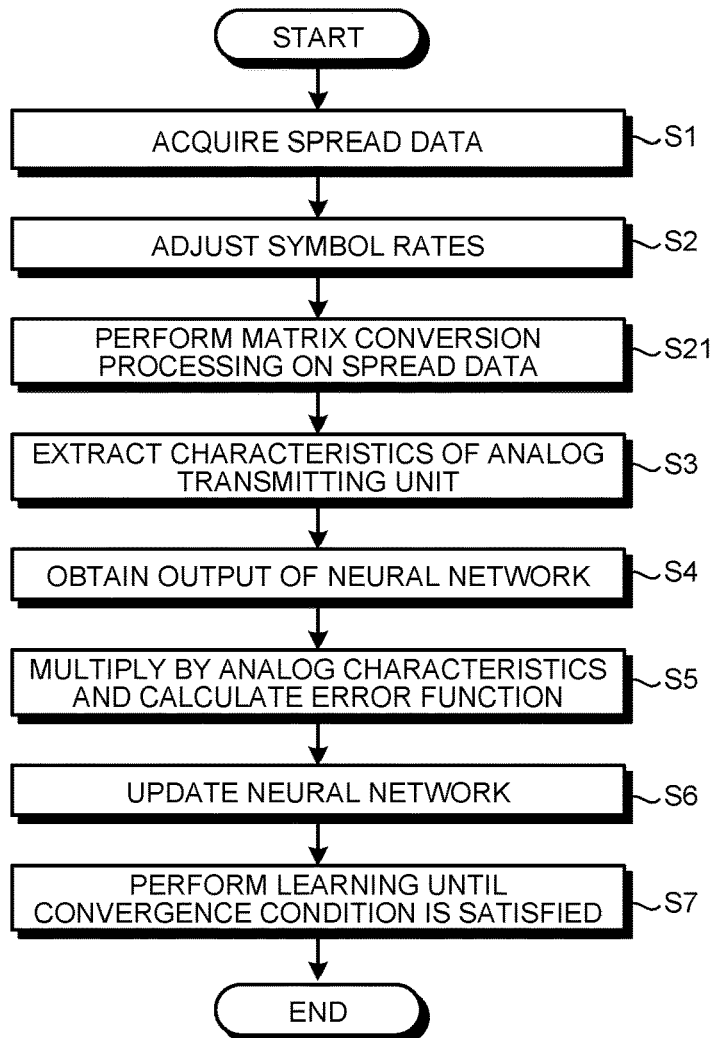 START
ACQUIRE SPREAD DATA
S1
ADJUST SYMBOL RATES
S2
PERFORM MATRIX CONVERSION
PROCESSING ON SPREAD DATA
S21
EXTRACT CHARACTERISTICS OF ANALOG
TRANSMITTING UNIT
S3
OBTAIN OUTPUT OF NEURAL NETWORK
S4
MULTIPLY BY ANALOG CHARACTERISTICS
AND CALCULATE ERROR FUNCTION
S5
UPDATE NEURAL NETWORK
S6
PERFORM LEARNING UNTIL
CONVERGENCE CONDITION IS SATISFIED
S7
END